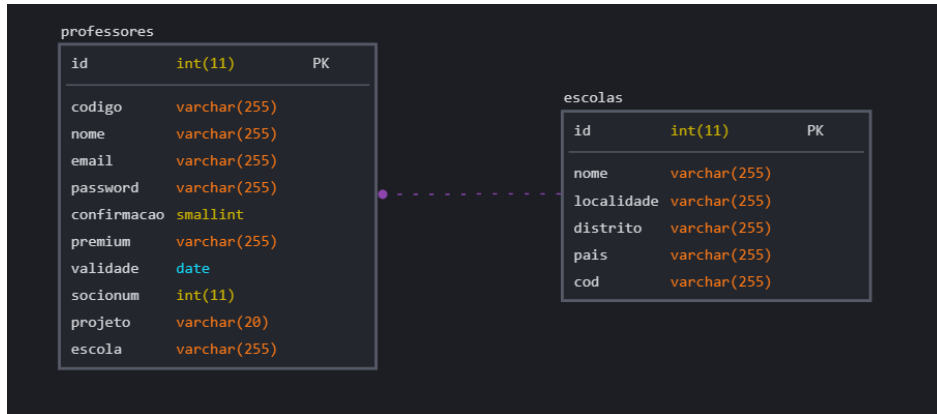 professores
id int(11) PK
codigo varchar(255)
nome varchar(255)
email varchar(255)
password varchar(255)
confirmacao smallint
premium varchar(255)
validade date
socionum int(11)
projeto varchar(20)
escola varchar(255)
escolas
id int(11) PK
nome varchar(255)
localidade varchar(255)
distrito varchar(255)
pais varchar(255)
cod varchar(255)